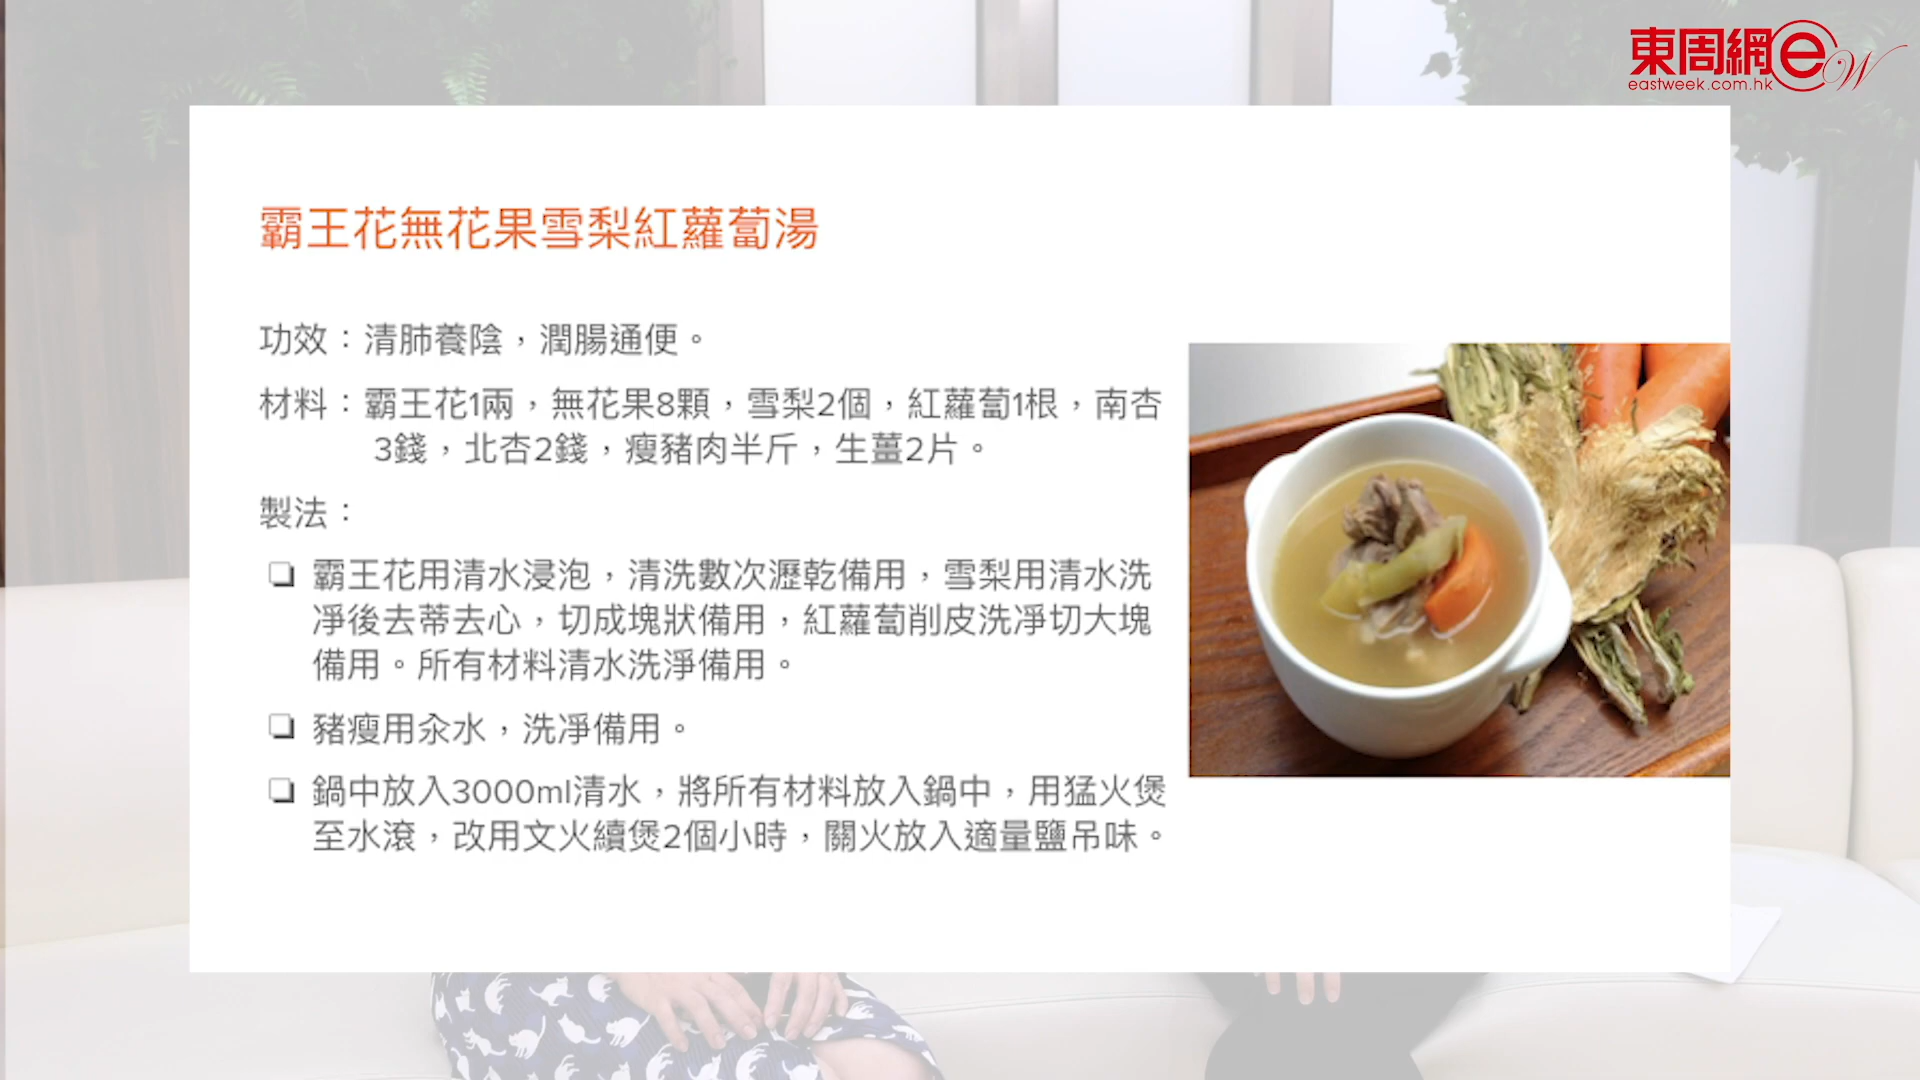 東周網eW
eastweek.com.hk
霸王花無花果雪梨紅蘿蔔湯
功效：清肺養陰，潤腸通便。
材料：霸王花1兩，無花果8顆，雪梨2個，紅蘿蔔1根，南杏
3錢，北杏2錢，瘦豬肉半斤，生薑2片。
製法：
❏ 霸王花用清水浸泡，清洗數次瀝乾備用，雪梨用清水洗
凈後去蒂去心，切成塊狀備用，紅蘿蔔削皮洗凈切大塊
備用。所有材料清水洗淨備用。
❏ 豬瘦用汆水，洗凈備用。
❏ 鍋中放入3000ml清水，將所有材料放入鍋中，用猛火煲
至水滾，改用文火續煲2個小時，關火放入適量鹽吊味。